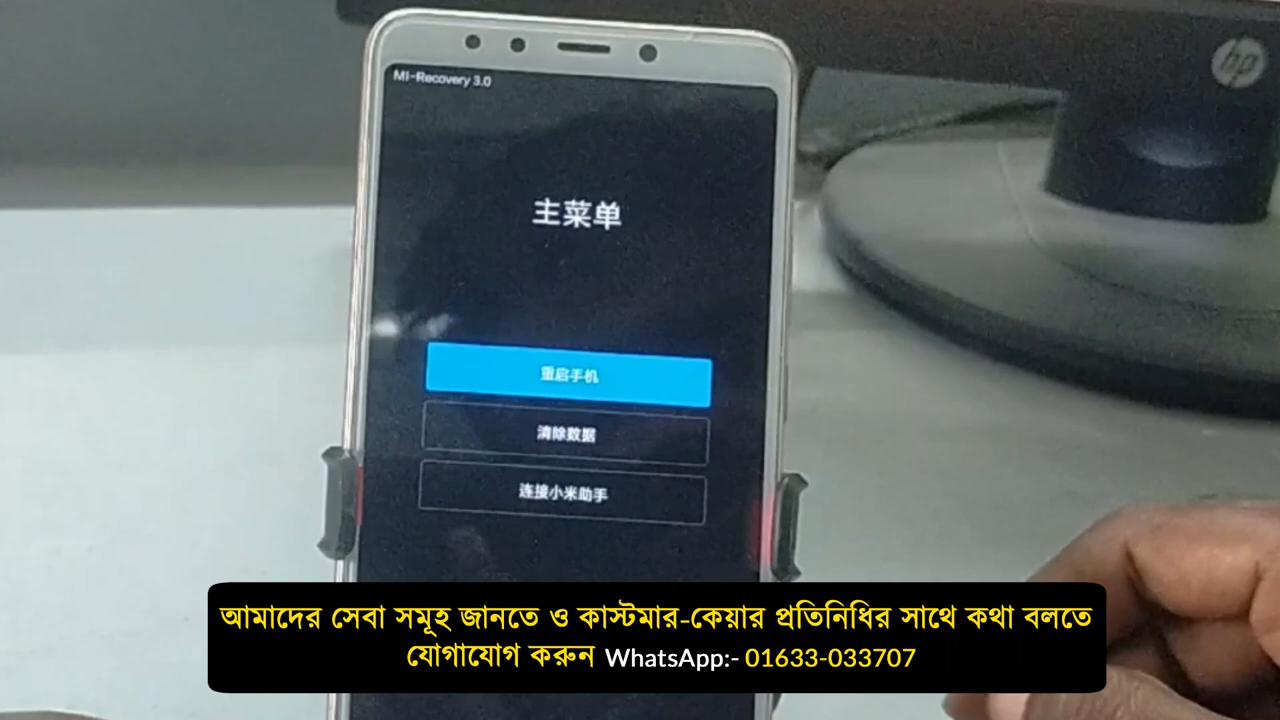 hp
MI-Recovery 3.0
主菜单
重启手机
清除数据
连接小米助手
আমাদের সেবা সমূহ জানতে ও কাস্টমার-কেয়ার প্রতিনিধির সাথে কথা বলতে
যোগাযোগ করুন WhatsApp:- 01633-033707